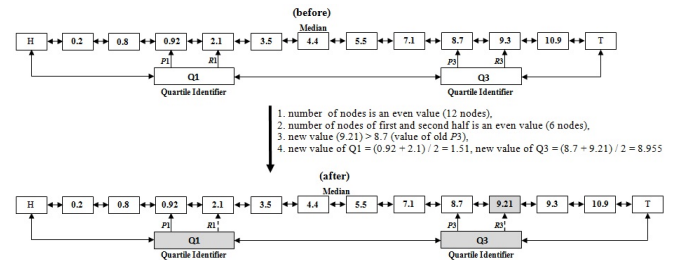 (before)
Median
H 0.2 0.8 0.92 2.1 3.5 4.4 5.5 7.1 8.7 9.3 10.9 T
P1 R1 P3 R3
Q1 Q3
Quartile Identifier Quartile Identifier
1. number of nodes is an even value (12 nodes),
2. number of nodes of first and second half is an even value (6 nodes),
3. new value (9.21) > 8.7 (value of old P3),
4. new value of Q1 = (0.92 + 2.1) / 2 = 1.51, new value of Q3 = (8.7 + 9.21) / 2 = 8.955
(after)
Median
H 0.2 0.8 0.92 2.1 3.5 4.4 5.5 7.1 8.7 9.21 9.3 10.9 T
P1 R1 P3 R3
Q1 Q3
Quartile Identifier Quartile Identifier